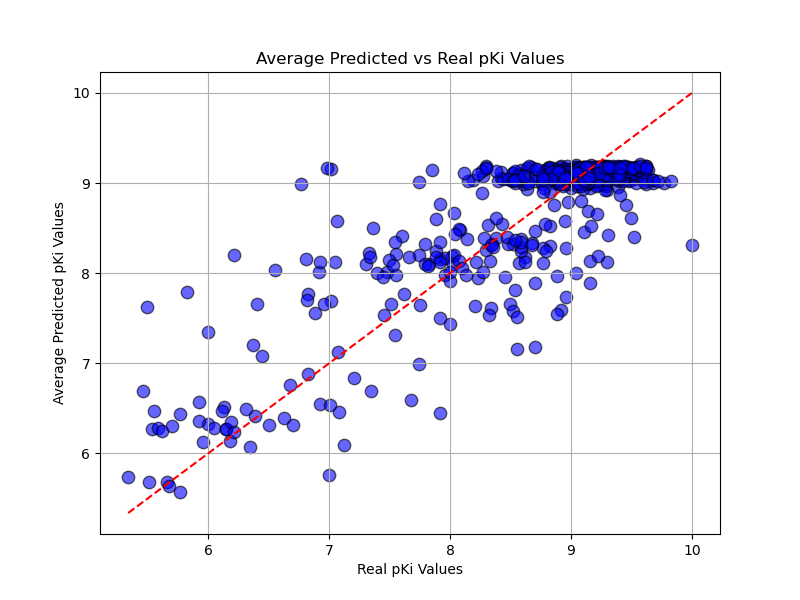 Average Predicted vs Real pKi Values
Average Predicted pKi Values
10
9
8
7
6
6 7 8 9 10
Real pKi Values